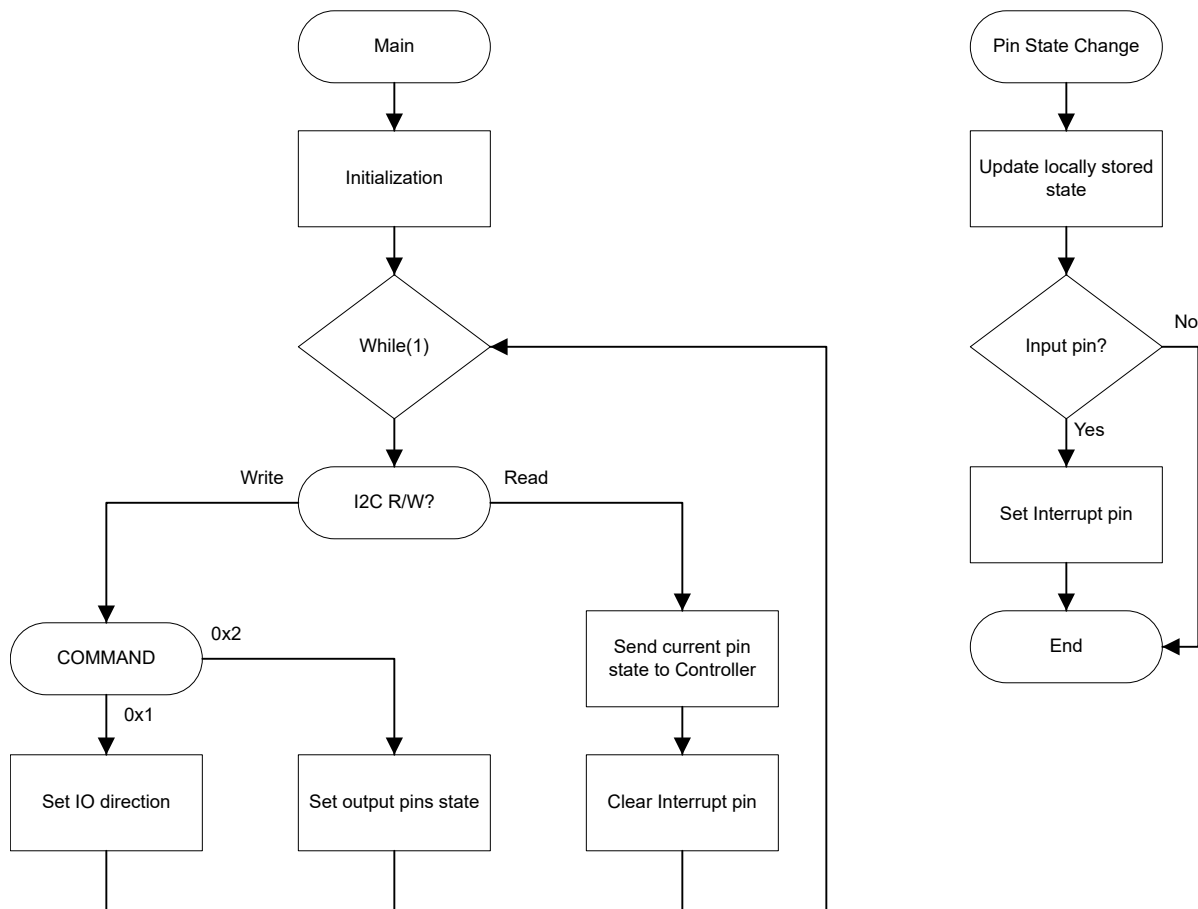 Main
Pin State Change
Initialization
Update locally stored
state
While(1)
Input pin?
No
Yes
Write
I2C R/W?
Read
Set Interrupt pin
COMMAND
0x2
0x1
Send current pin
state to Controller
End
Set IO direction
Set output pins state
Clear Interrupt pin